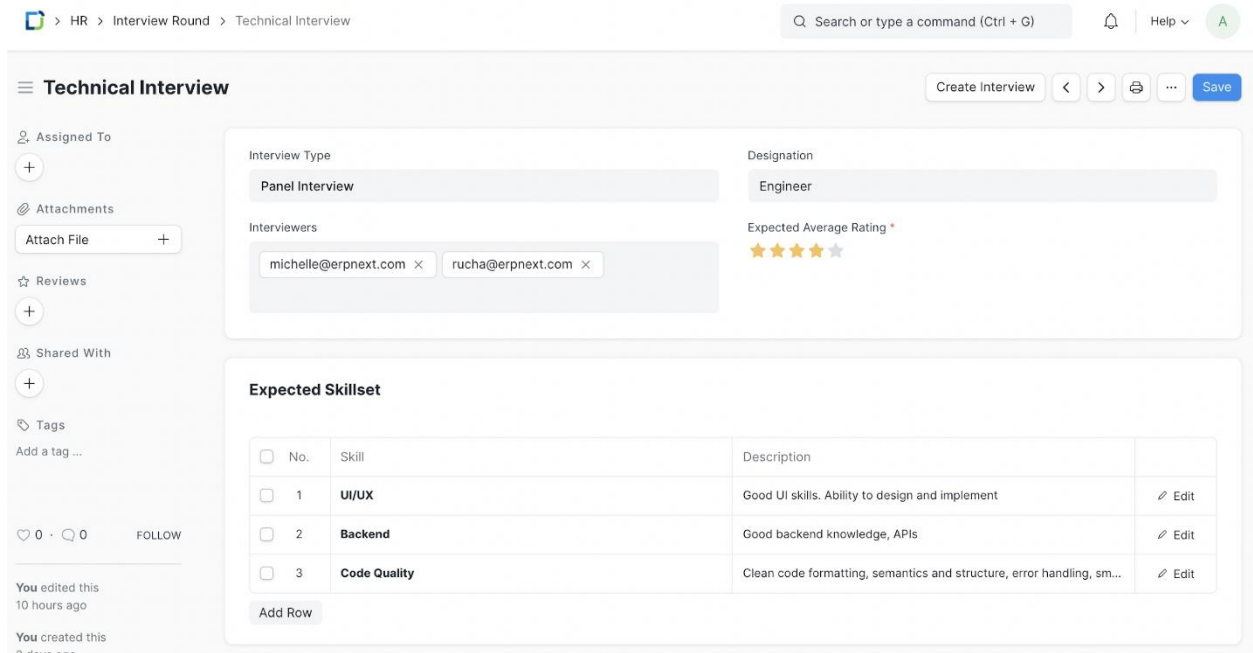 > HR > Interview Round > Technical Interview
Search or type a command (Ctrl + G)
Help
A
Technical Interview
Create Interview
Save
Assigned To
Attachments
Attach File
Reviews
Shared With
Tags
Add a tag ...
0 · 0 FOLLOW
You edited this
10 hours ago
You created this
Interview Type
Panel Interview
Designation
Engineer
Interviewers
michelle@erpnext.com ×
rucha@erpnext.com ×
Expected Average Rating *
Expected Skillset
No. Skill Description
1 UI/UX Good UI skills. Ability to design and implement Edit
2 Backend Good backend knowledge, APIs Edit
3 Code Quality Clean code formatting, semantics and structure, error handling, sm... Edit
Add Row